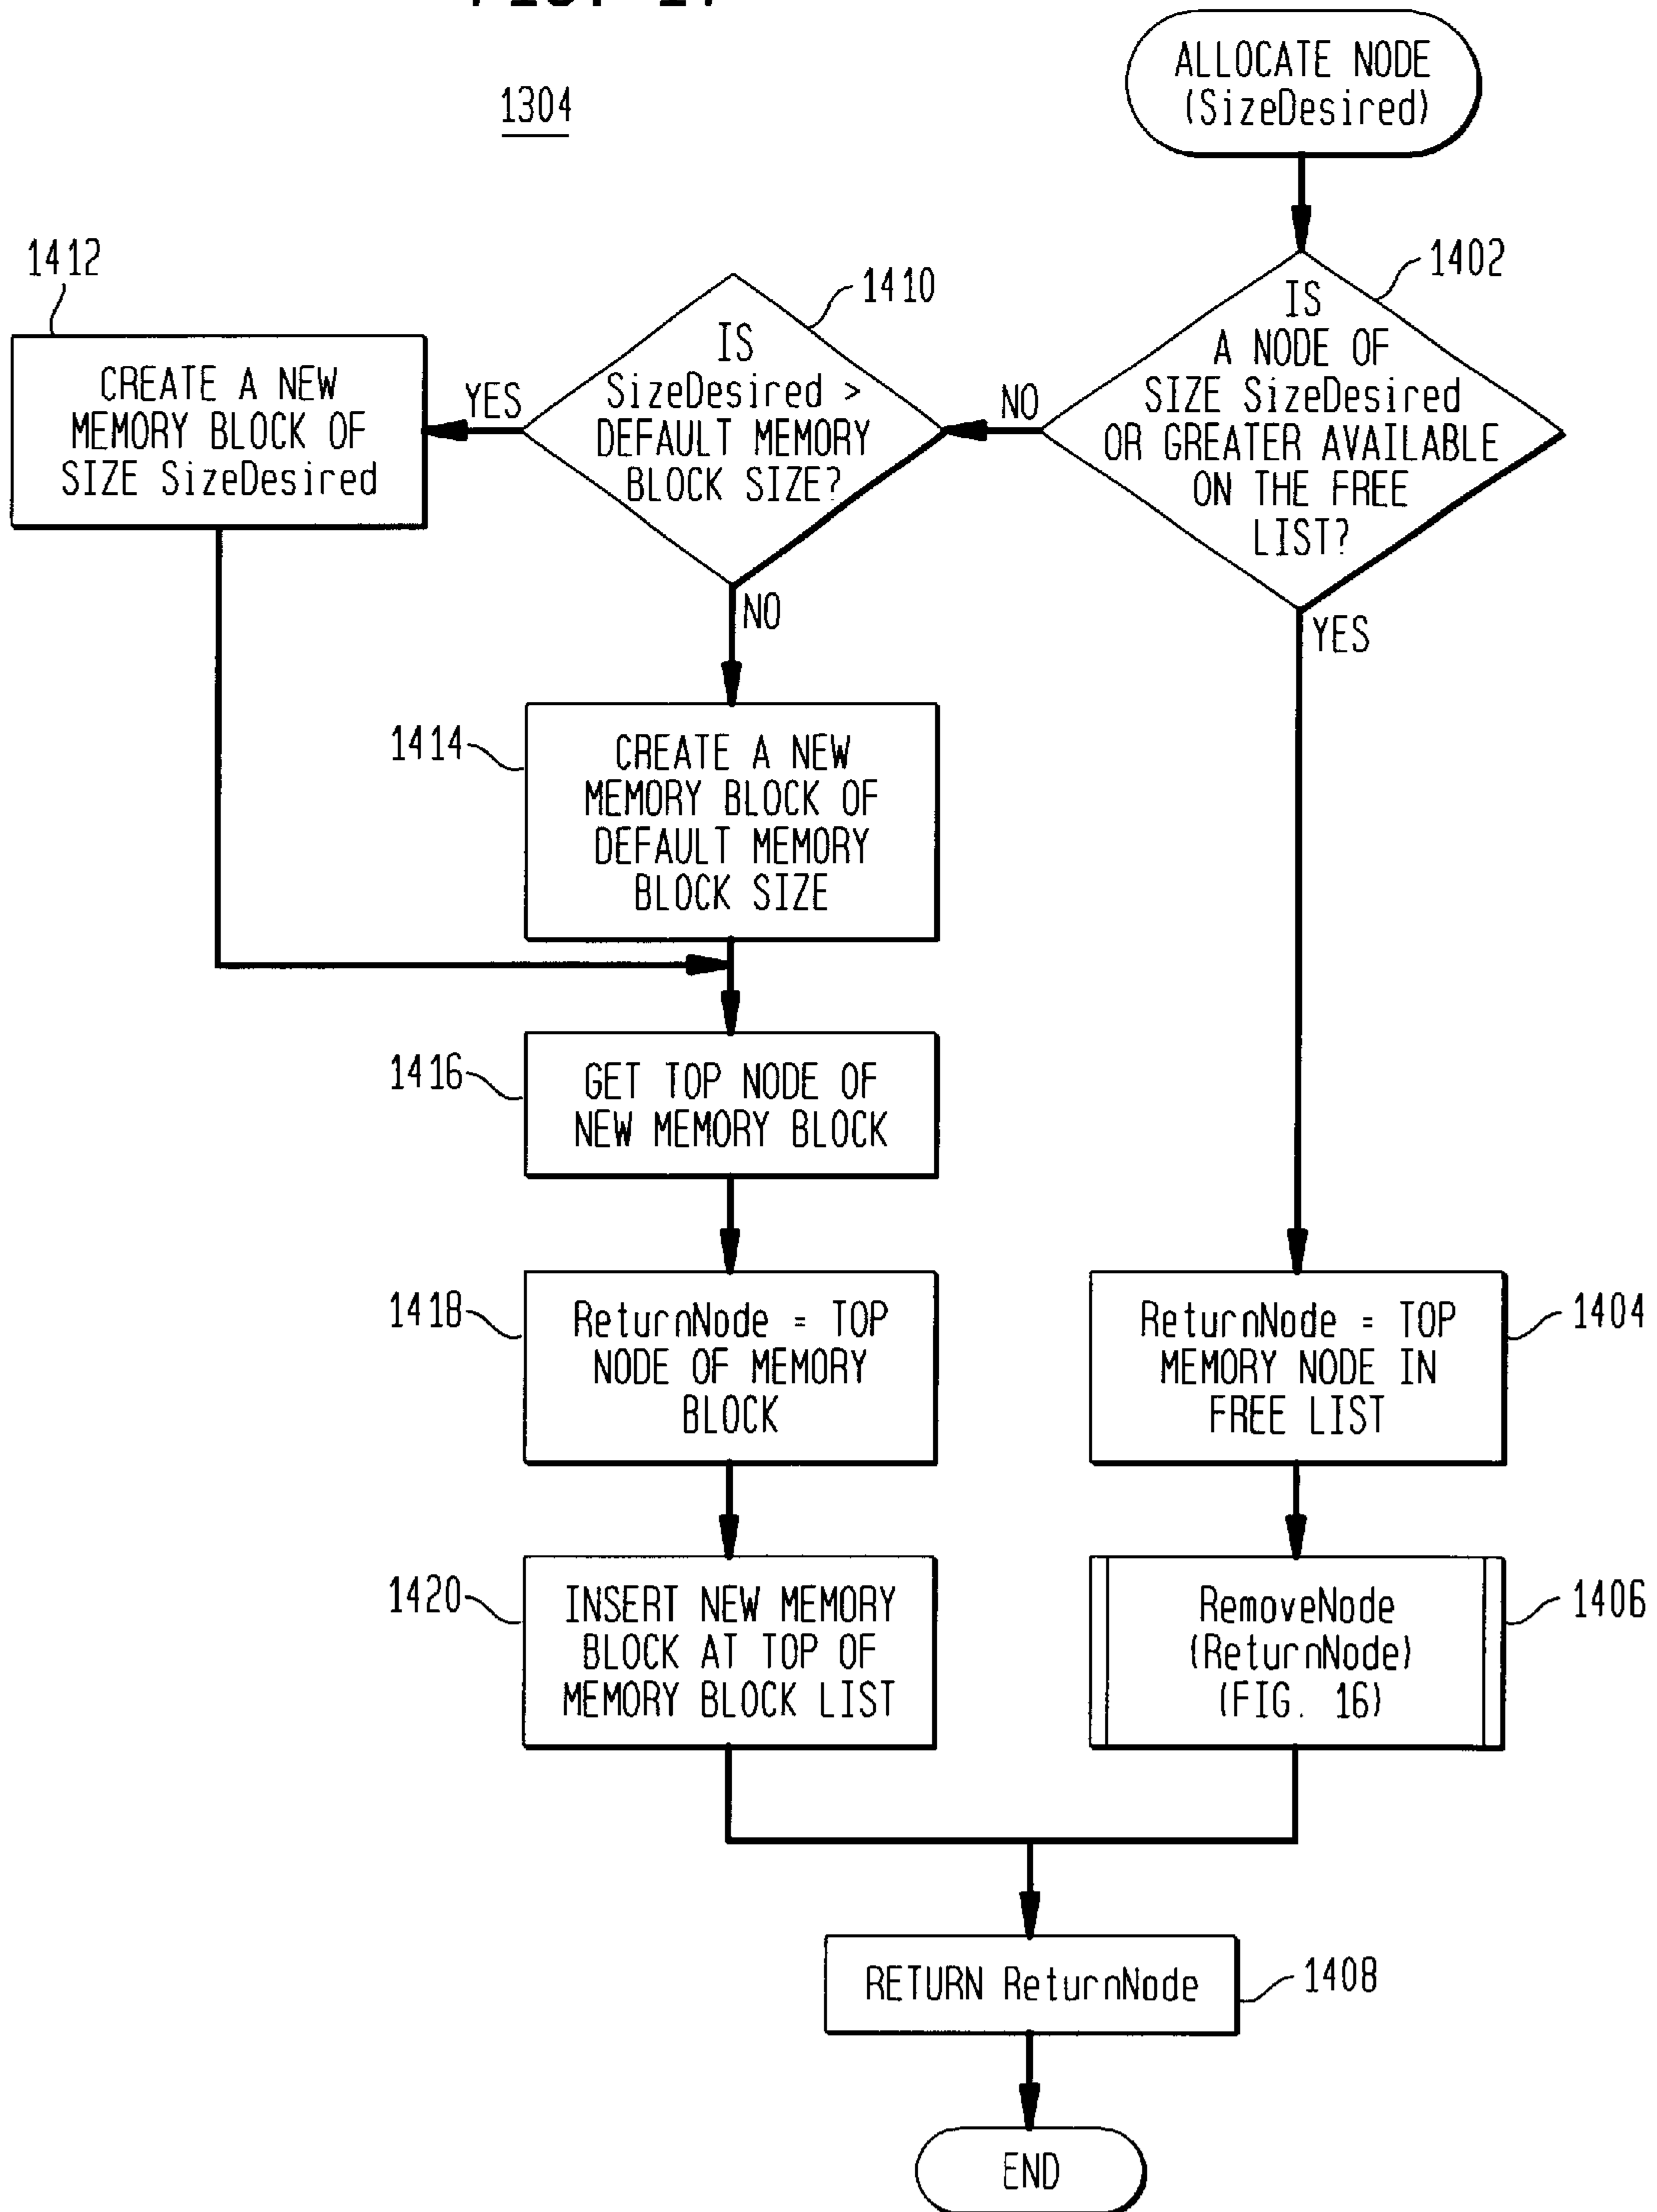 1304
ALLOCATE NODE
(SizeDesired)
1402
IS
A NODE OF
SIZE SizeDesired
OR GREATER AVAILABLE
ON THE FREE
LIST?
NO
YES
1410
IS
SizeDesired >
DEFAULT MEMORY
BLOCK SIZE?
YES
NO
1412
CREATE A NEW
MEMORY BLOCK OF
SIZE SizeDesired
1414
CREATE A NEW
MEMORY BLOCK OF
DEFAULT MEMORY
BLOCK SIZE
1416
GET TOP NODE OF
NEW MEMORY BLOCK
1418
ReturnNode = TOP
NODE OF MEMORY
BLOCK
1404
ReturnNode = TOP
MEMORY NODE IN
FREE LIST
1420
INSERT NEW MEMORY
BLOCK AT TOP OF
MEMORY BLOCK LIST
1406
RemoveNode
(ReturnNode)
(FIG. 16)
RETURN ReturnNode
1408
END